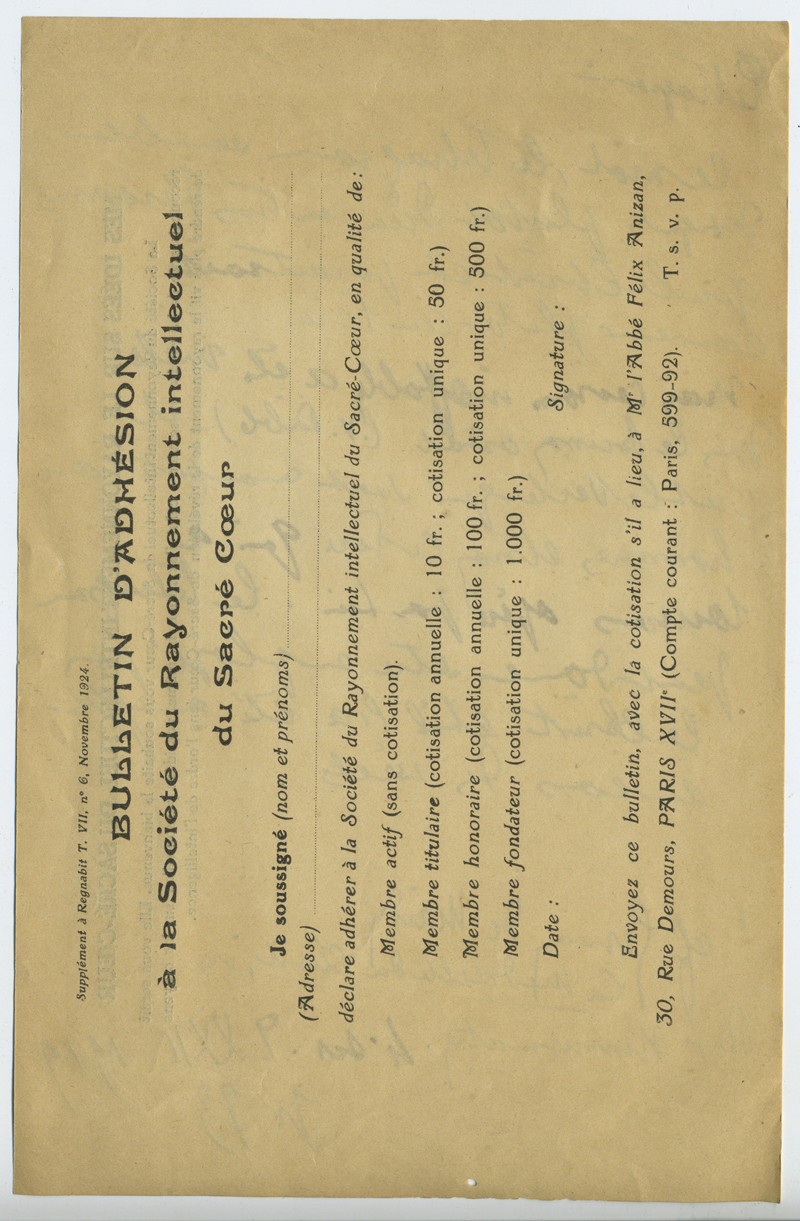 Supplément à Regnabit T. VII, n° 6, Novembre 1924.
BULLETIN D'ADHÉSION
à la Société du Rayonnement intellectuel
du Sacré Cœur
Je soussigné (nom et prénoms)
(Adresse)
déclare adhérer à la Société du Rayonnement intellectuel du Sacré-Cœur, en qualité de :
Membre actif (sans cotisation).
Membre titulaire (cotisation annuelle : 10 fr. ; cotisation unique : 50 fr.)
Membre honoraire (cotisation annuelle : 100 fr. ; cotisation unique : 500 fr.)
Membre fondateur (cotisation unique : 1.000 fr.)
Date : Signature :
Envoyez ce bulletin, avec la cotisation s'il a lieu, à Mr l'Abbé Félix Anizan,
30, Rue Demours, PARIS XVIIe (Compte courant : Paris, 599-92). T. s. v. p.